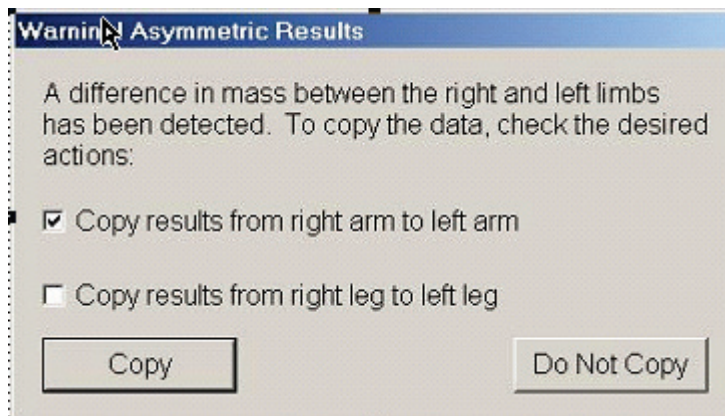 Warning Asymmetric Results
A difference in mass between the right and left limbs
has been detected. To copy the data, check the desired
actions:
Copy results from right arm to left arm
Copy results from right leg to left leg
Copy
Do Not Copy